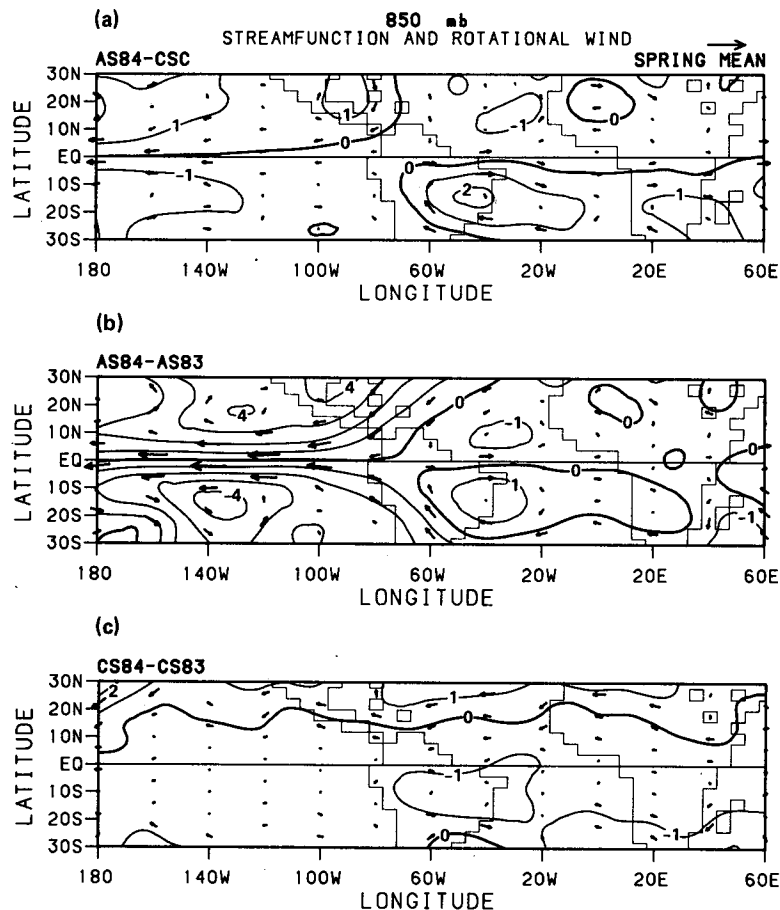 (a)
850 mb
STREAMFUNCTION AND ROTATIONAL WIND
AS84-CSC
SPRING MEAN
30N
20N
10N
EQ
10S
20S
30S
LATITUDE
1
1
0
-1
0
-1
0
2
1
180 140W 100W 60W 20W 20E 60E
LONGITUDE
(b)
AS84-AS83
30N
20N
10N
EQ
10S
20S
30S
LATITUDE
4
4
0
-1
0
0
0
-4
1
-1
180 140W 100W 60W 20W 20E 60E
LONGITUDE
(c)
CS84-CS83
30N
20N
10N
EQ
10S
20S
30S
LATITUDE
2
1
0
0
-1
0
-1
180 140W 100W 60W 20W 20E 60E
LONGITUDE